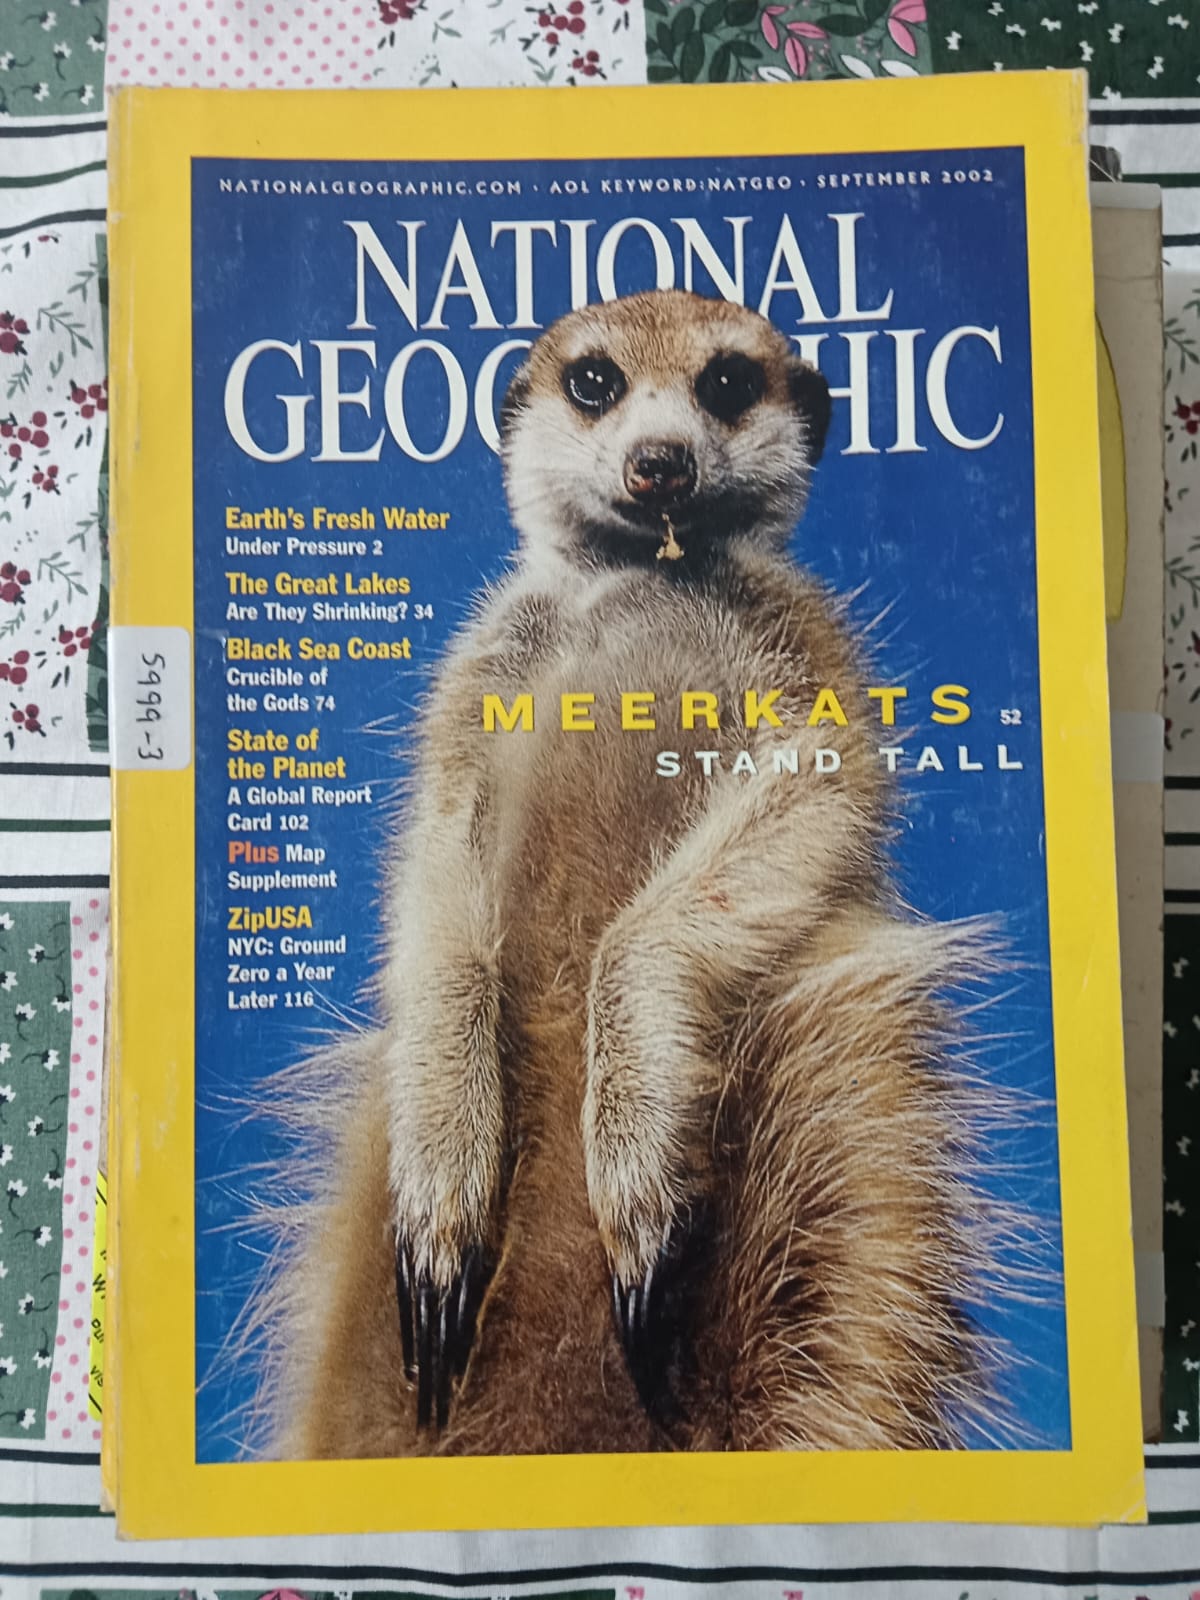 NATIONALGEOGRAPHIC.COM · AOL KEYWORD:NATGEO · SEPTEMBER 2002
NATIONAL
GEOG PHIC
Earth's Fresh Water
Under Pressure 2
The Great Lakes
Are They Shrinking? 34
Black Sea Coast
Crucible of
the Gods 74
MEERKATS 52
STAND TALL
State of
the Planet
A Global Report
Card 102
Plus Map
Supplement
ZipUSA
NYC: Ground
Zero a Year
Later 116
5999-3